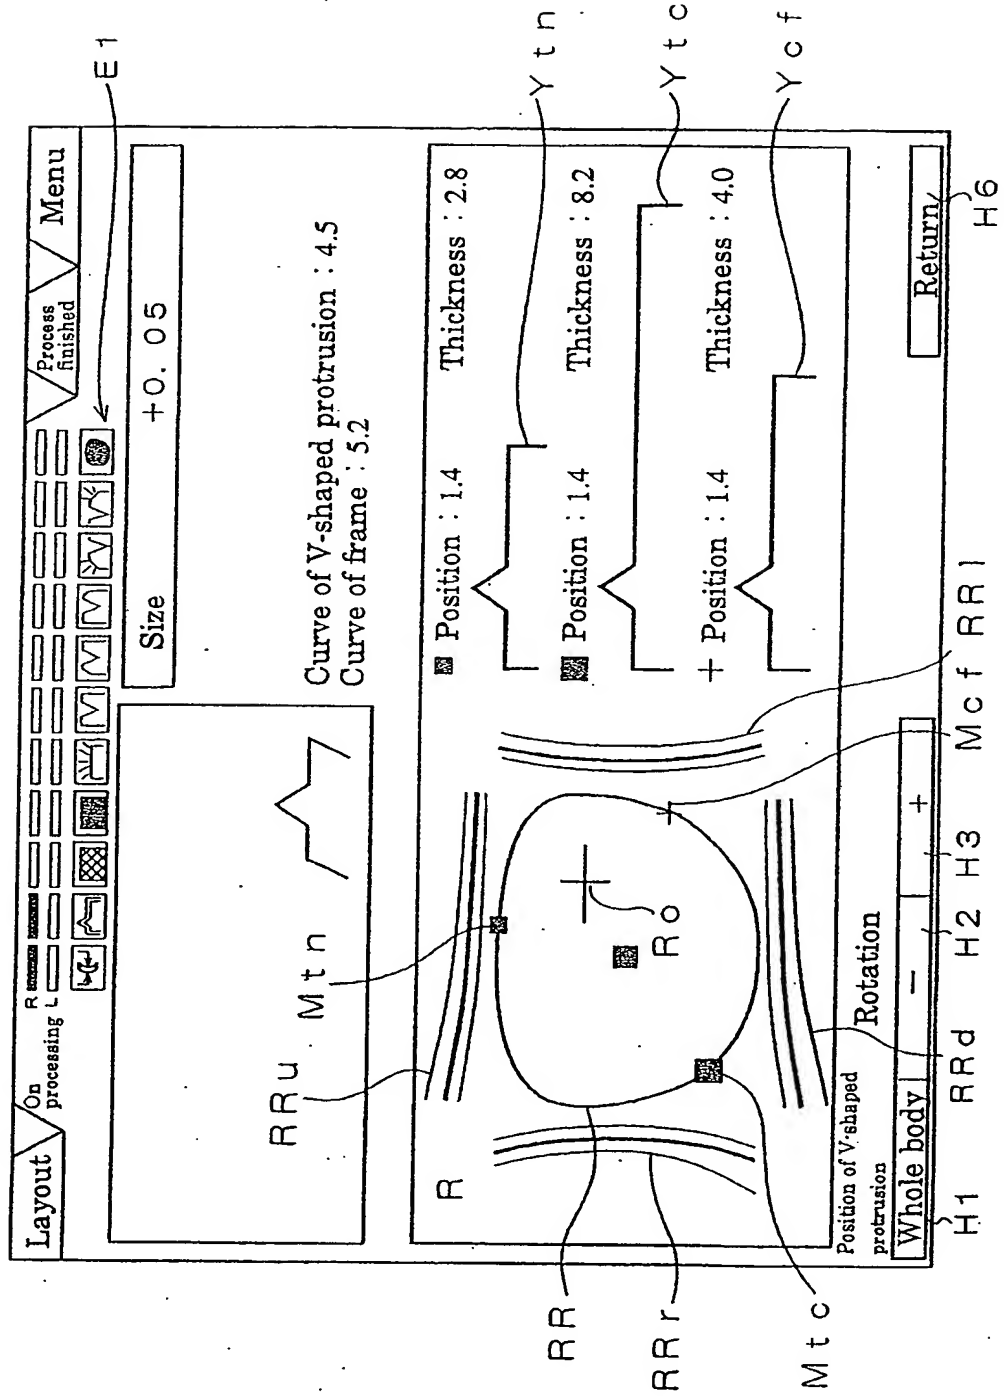 Layout
On
processing
R
L
Process
finished
Menu
E1
Size
+0.05
Curve of V-shaped protrusion : 4.5
Curve of frame : 5.2
Mtn
RRu
R
Position : 1.4
Thickness : 2.8
Ytn
Position : 1.4
Thickness : 8.2
Ytc
+ Position : 1.4
Thickness : 4.0
Ycf
Ro
RR
RRr
Mtc
Position of V-shaped
protrusion
Rotation
Whole body
−
+
Return
H1
RRd
H2
H3
Mcf
RRl
H6